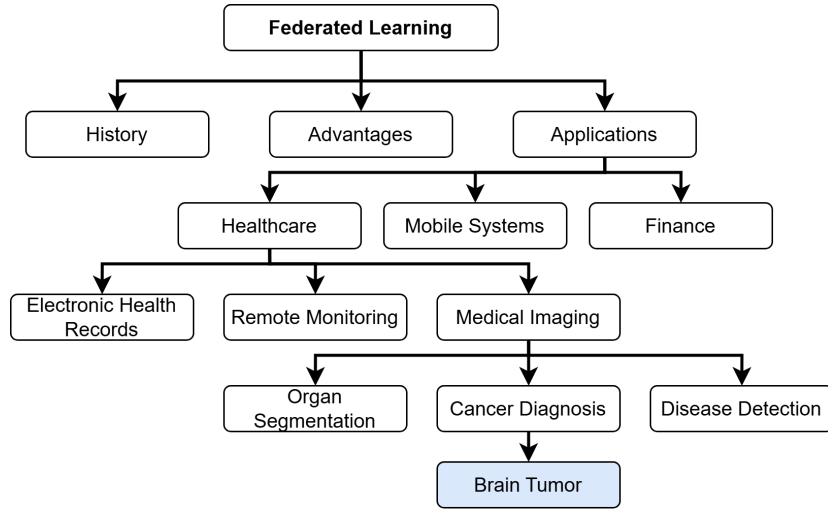 Federated Learning
History
Advantages
Applications
Healthcare
Mobile Systems
Finance
Electronic Health
Records
Remote Monitoring
Medical Imaging
Organ
Segmentation
Cancer Diagnosis
Disease Detection
Brain Tumor